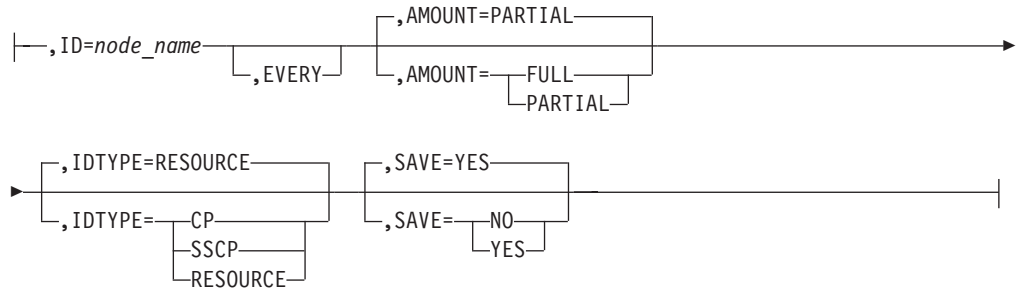 ,AMOUNT=PARTIAL
,ID=node_name
,EVERY
,AMOUNT=
FULL
PARTIAL
,IDTYPE=RESOURCE
,SAVE=YES
,IDTYPE=
CP
,SAVE=
NO
SSCP
YES
RESOURCE